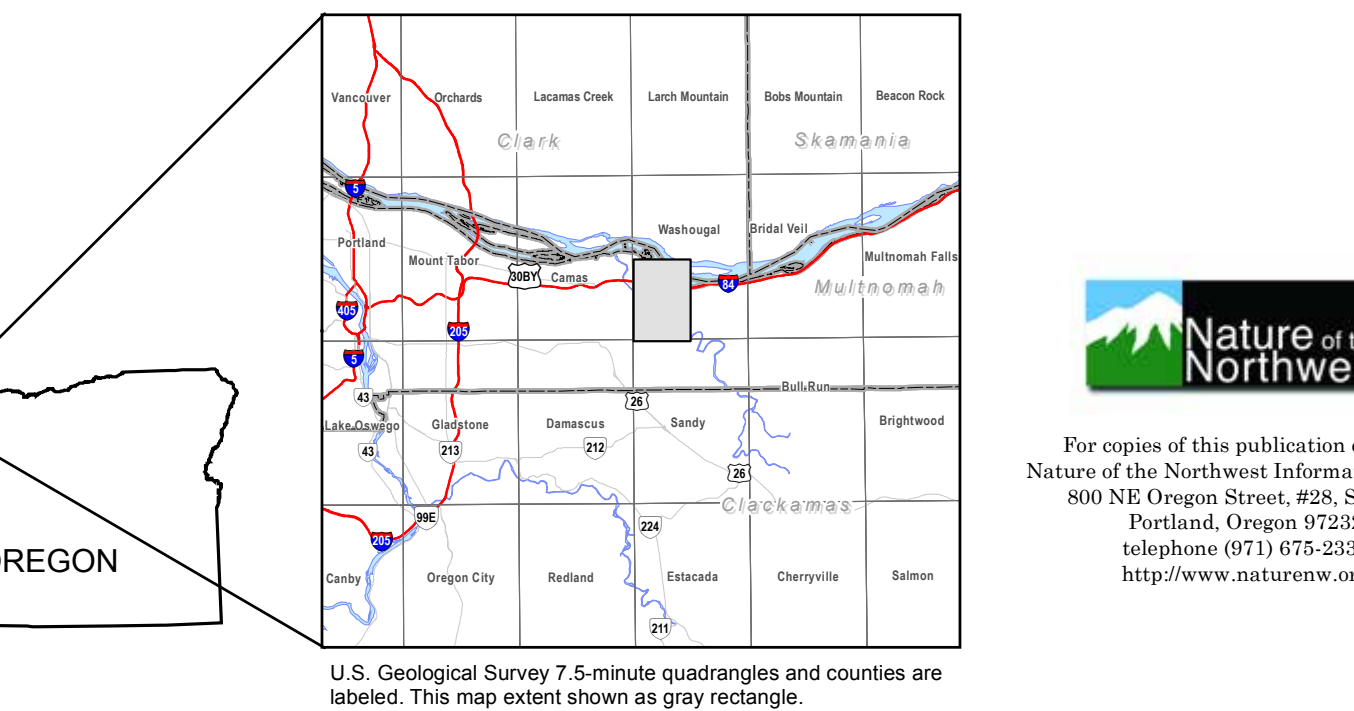 Vancouver
Orchards
Lacamas Creek
Larch Mountain
Bobs Mountain
Beacon Rock
Clark
Skamania
5
Portland
Mount Tabor
30BY
Camas
Washougal
Bridal Veil
Multnomah Falls
84
Multnomah
405
205
5
43
26
Bull Run
Lake Oswego
Gladstone
Damascus
Sandy
Brightwood
43
213
212
26
Clackamas
99E
224
205
Canby
Oregon City
Redland
Estacada
Cherryville
Salmon
211
OREGON
U.S. Geological Survey 7.5-minute quadrangles and counties are
labeled. This map extent shown as gray rectangle.
Nature of t
Northwe
For copies of this publication
Nature of the Northwest Informa
800 NE Oregon Street, #28, S
Portland, Oregon 97232
telephone (971) 675-233
http://www.naturenw.or